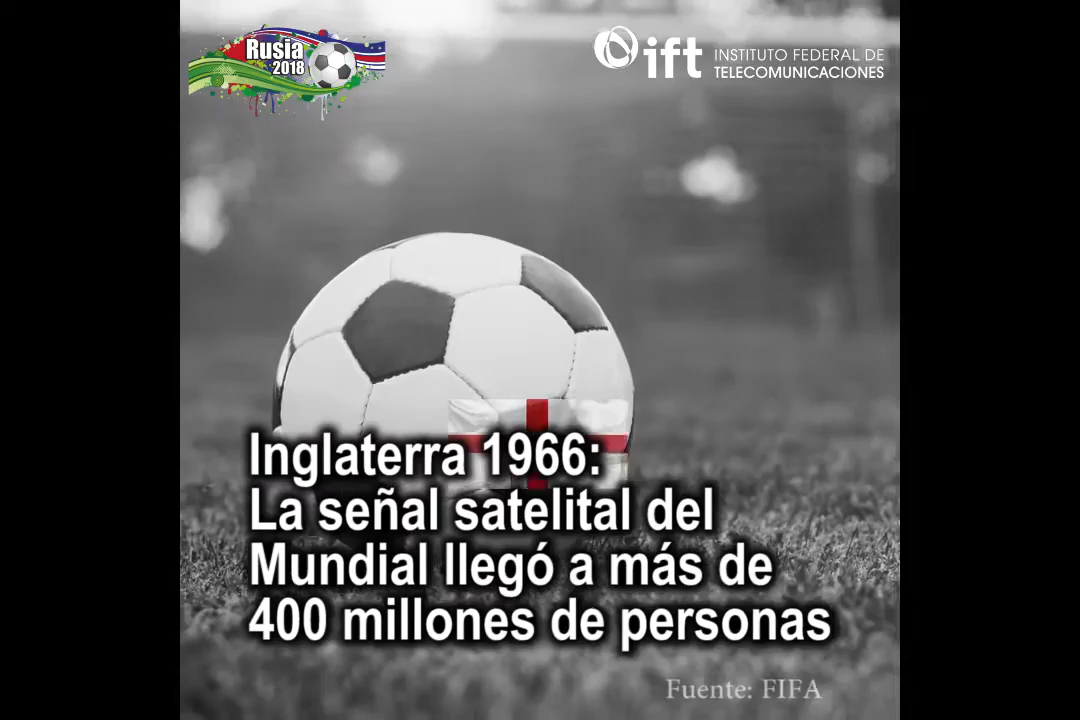 Rusia
2018
ift
INSTITUTO FEDERAL DE
TELECOMUNICACIONES
Inglaterra 1966:
La señal satelital del
Mundial llegó a más de
400 millones de personas
Fuente: FIFA